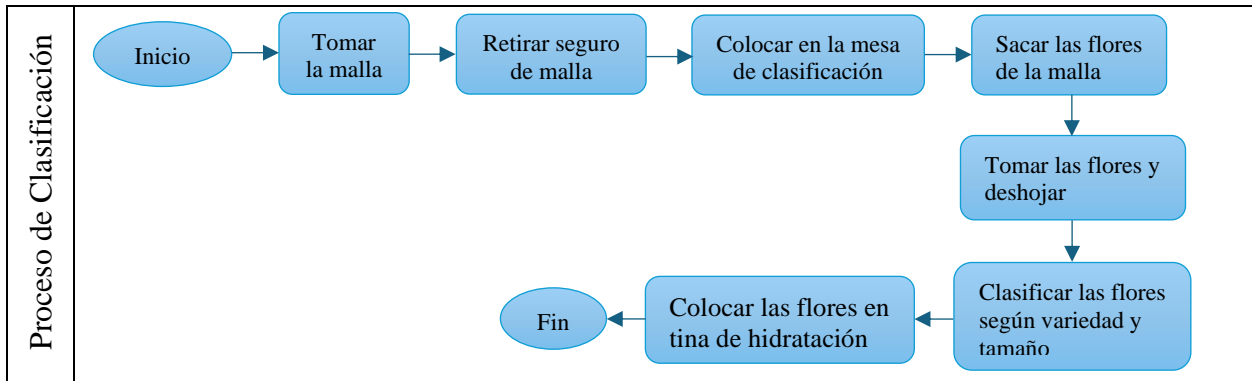 Proceso de Clasificación
Inicio
Tomar
la malla
Retirar seguro
de malla
Colocar en la mesa
de clasificación
Sacar las flores
de la malla
Tomar las flores y
deshojar
Clasificar las flores
según variedad y
tamaño
Colocar las flores en
tina de hidratación
Fin